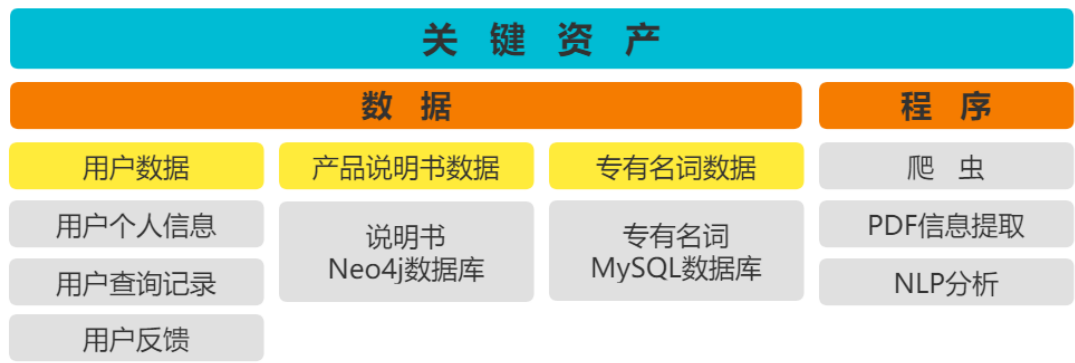 关键资产
数据
程序
用户数据
产品说明书数据
专有名词数据
爬虫
用户个人信息
说明书
Neo4j数据库
专有名词
MySQL数据库
PDF信息提取
用户查询记录
NLP分析
用户反馈